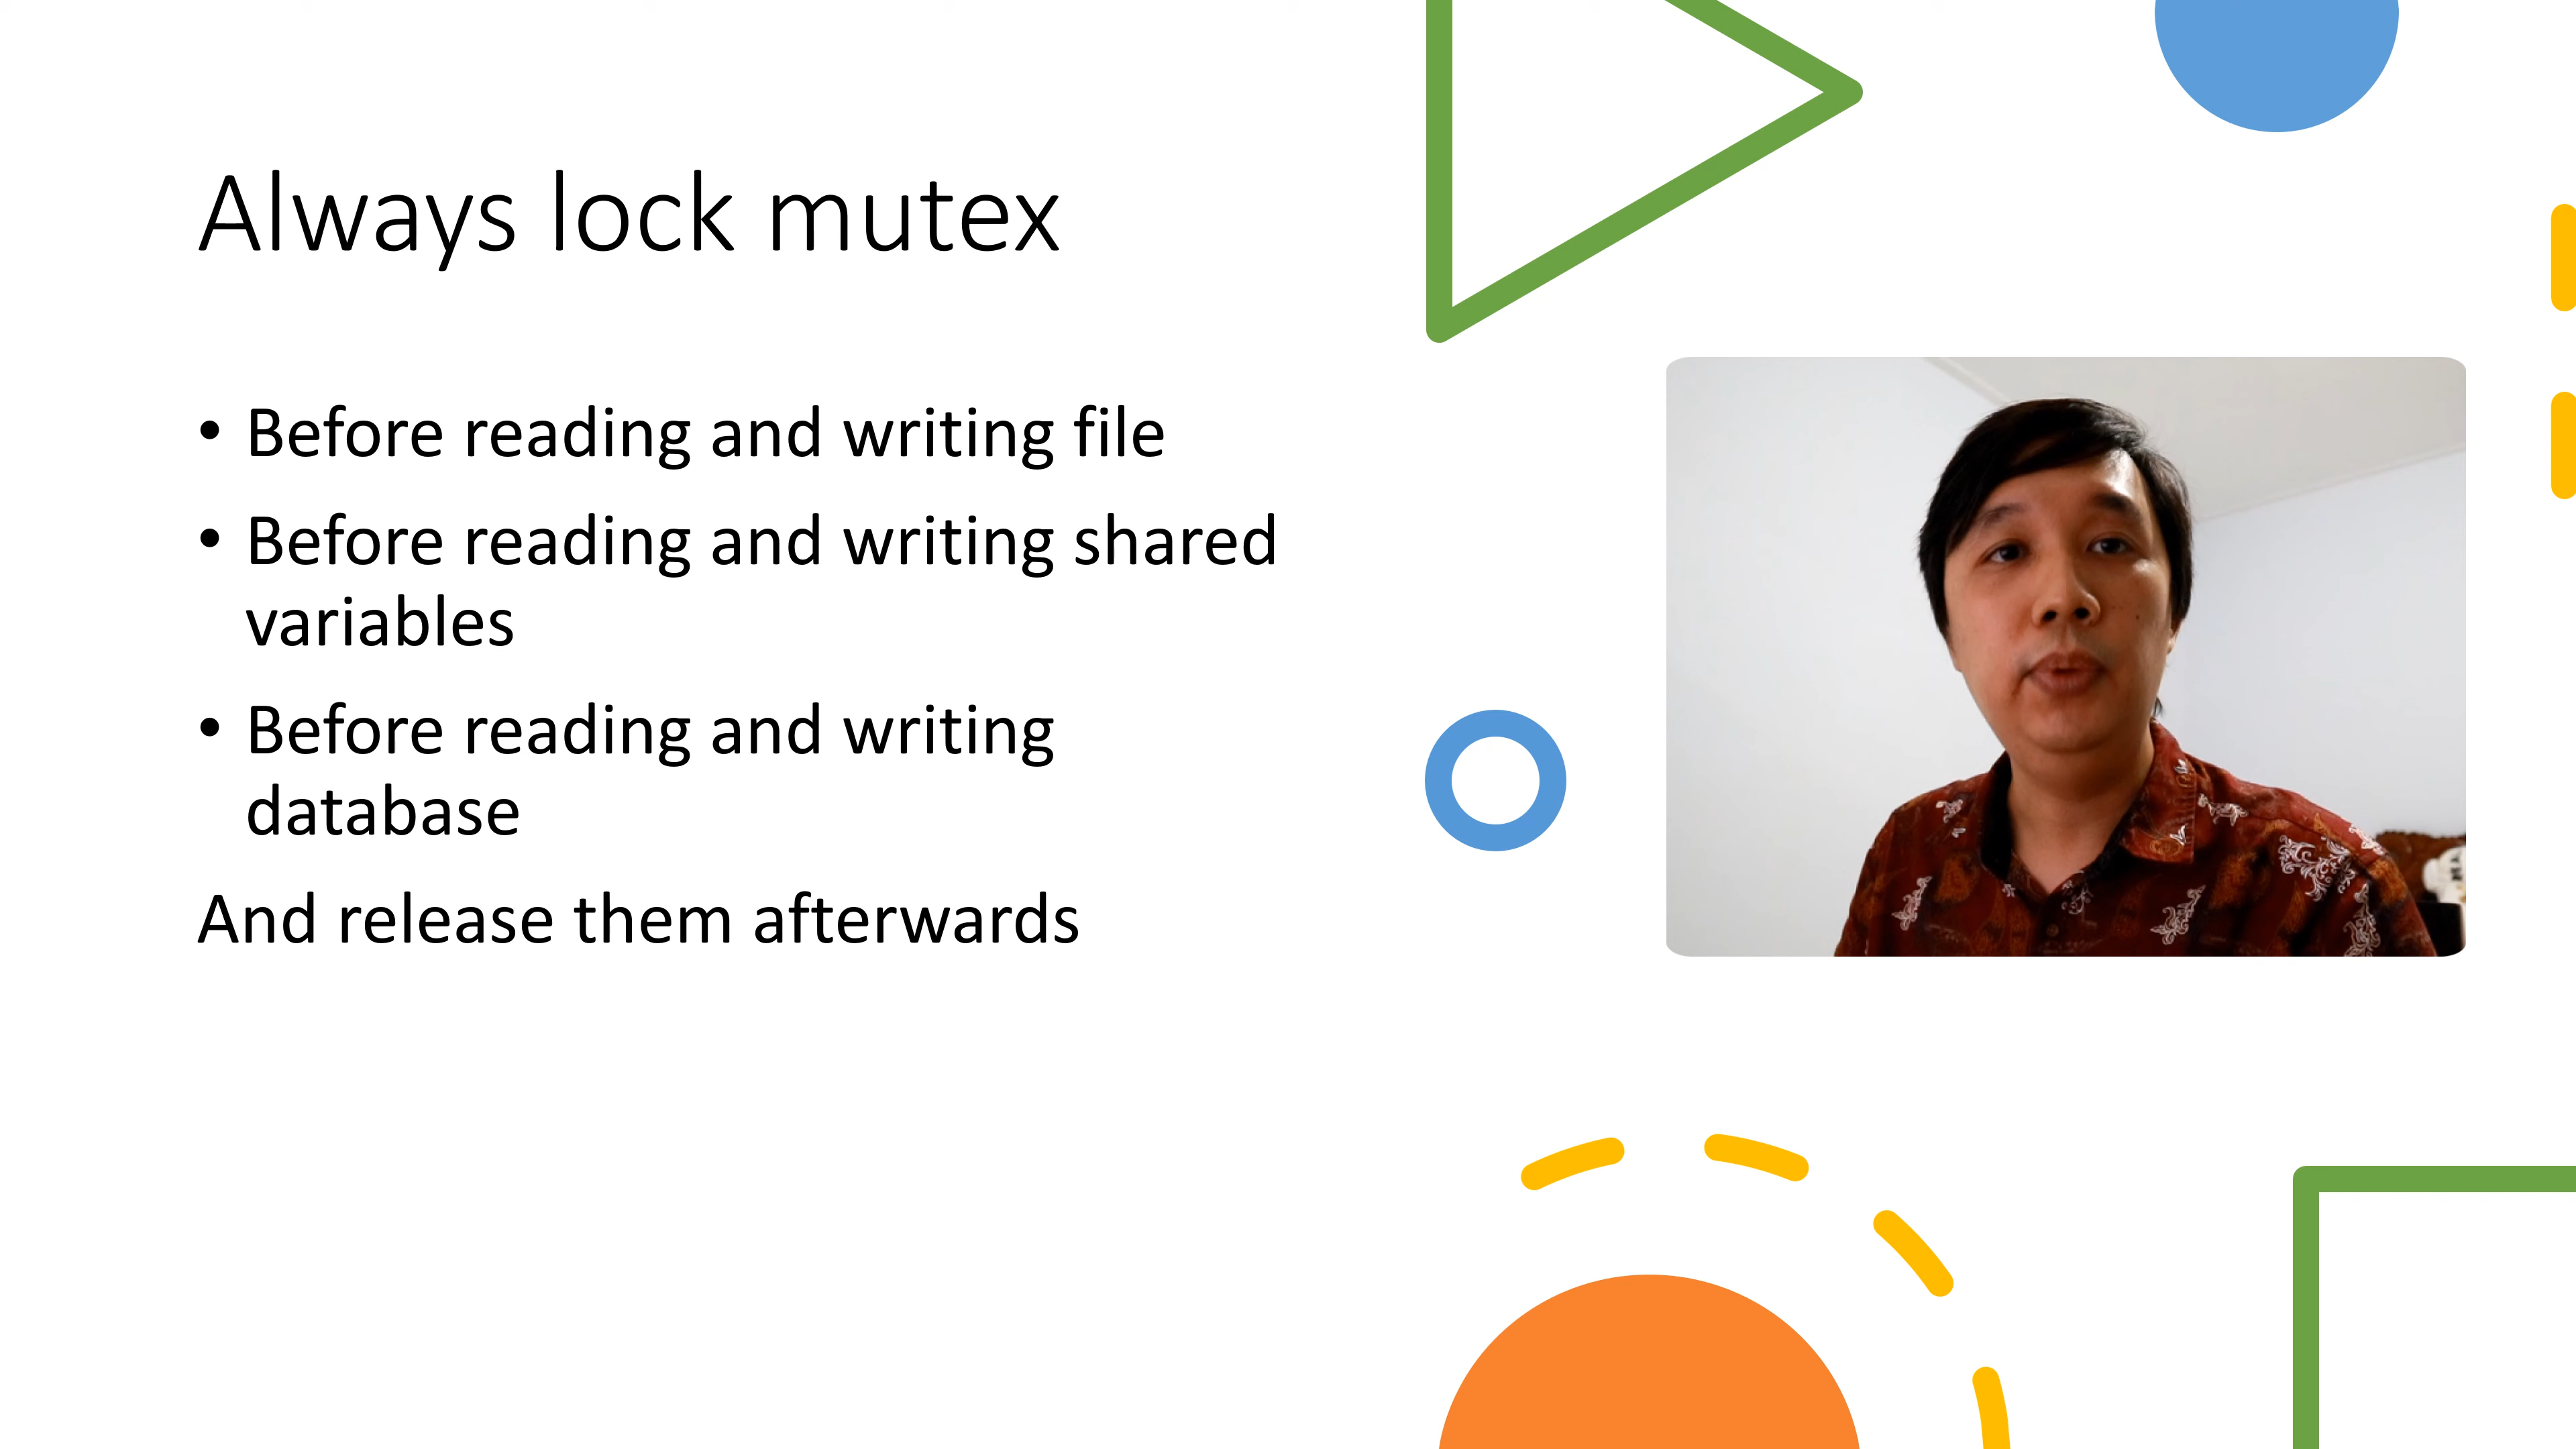 Always lock mutex
• Before reading and writing file
• Before reading and writing shared
variables
• Before reading and writing
database
And release them afterwards